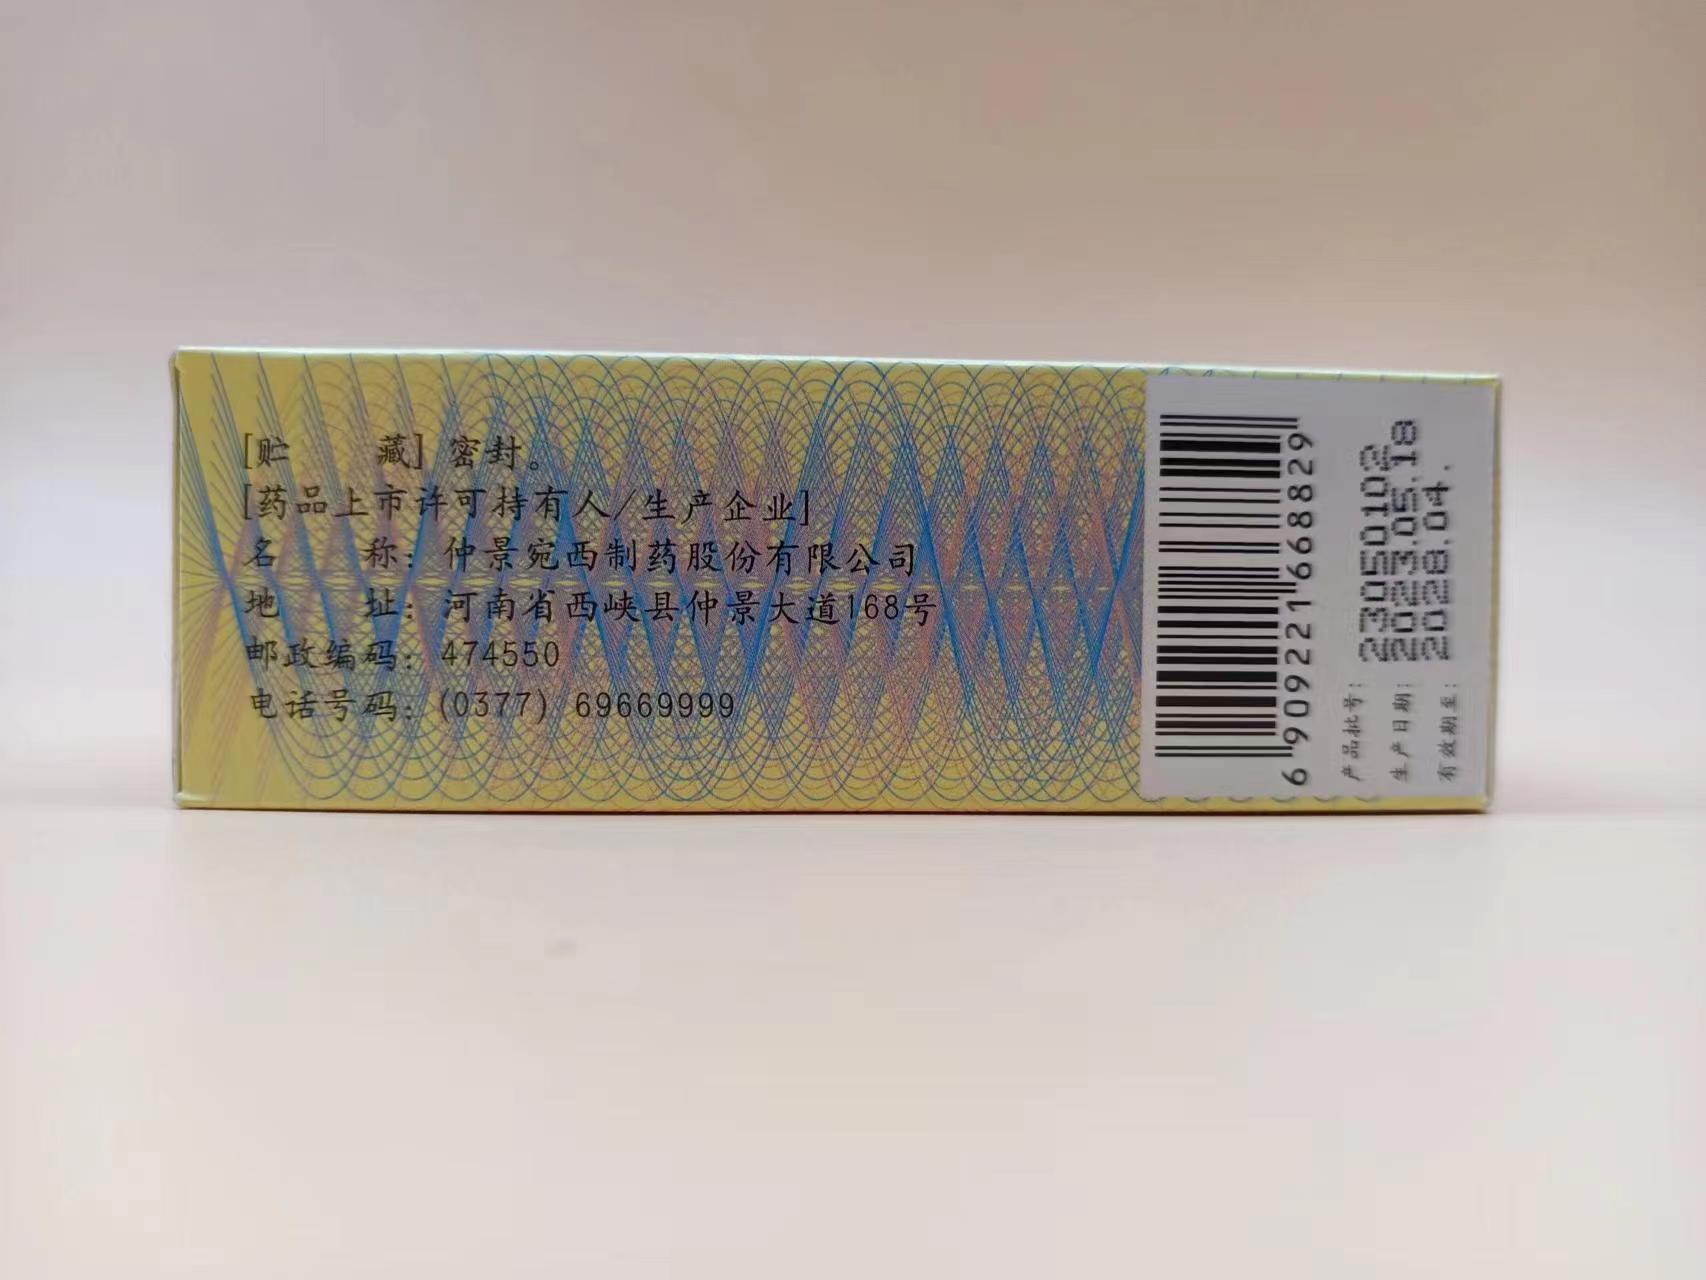 [贮 藏] 密封。
[药品上市许可持有人/生产企业]
名 称：仲景宛西制药股份有限公司
地 址：河南省西峡县仲景大道168号
邮政编码：474550
电话号码：(0377) 69669999
6909221668829
产品批号：23050102
生产日期：2023.05.18
有效期至：2028.04.